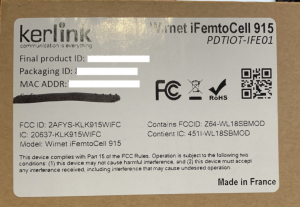 kerlink
communication is everything
Wirnet iFemtoCell 915
PDTIOT-IFE01
Final product ID:
Packaging ID: 2
MAC ADDR:
FC CE RoHS
FCC ID: 2AFYS-KLK915WIFC
IC: 20637-KLK915WIFC
Model: Wirnet iFemtoCell 915
Contains FCCID: Z64-WL18SBMOD
Contient IC: 451I-WL18SBMOD
This device complies with Part 15 of the FCC Rules. Operation is subject to the following
two conditions: (1) this device may not cause harmful interference, and (2) this device must accept
any interference received, including interference that may cause undesired operation.
Made in France